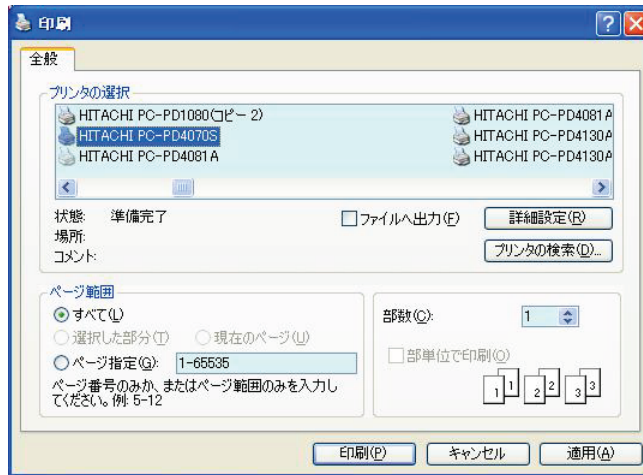 印刷
全般
プリンタの選択
HITACHI PC-PD1080(コピー 2)
HITACHI PC-PD4070S
HITACHI PC-PD4081A
HITACHI PC-PD4081A
HITACHI PC-PD4130A
HITACHI PC-PD4130A
状態: 準備完了
場所:
コメント:
ファイルへ出力(F)
詳細設定(R)
プリンタの検索(D)...
ページ範囲
すべて(L)
選択した部分(T) 現在のページ(U)
ページ指定(G): 1-65535
ページ番号のみか、またはページ範囲のみを入力し
てください。例: 5-12
部数(C): 1
部単位で印刷(O)
1 1 2 2 3 3
印刷(P) キャンセル 適用(A)